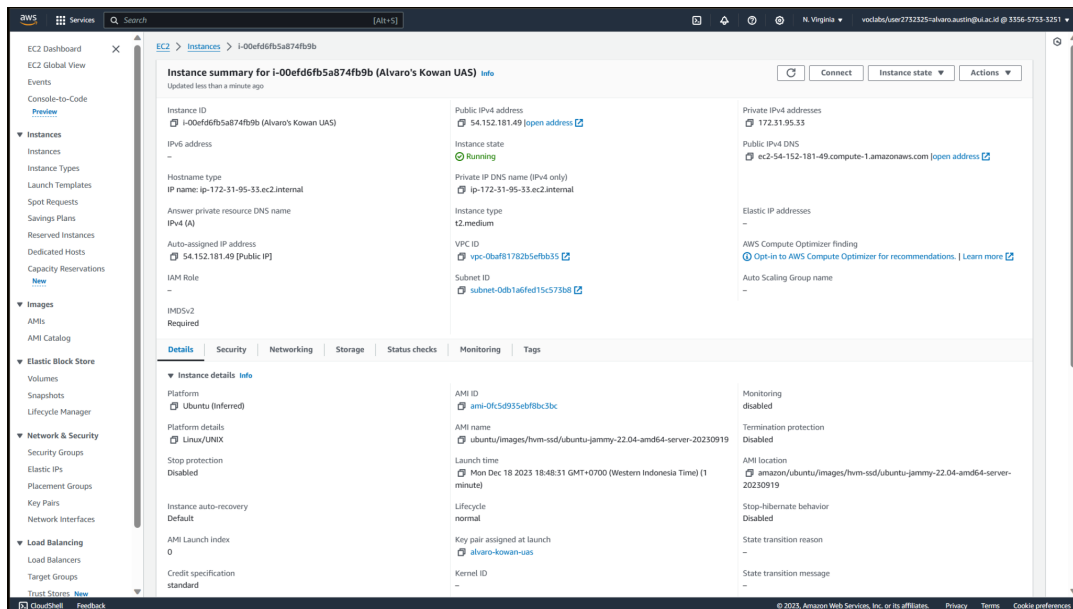 aws
Services
Search
[Alt+S]
N. Virginia
voclabs/user2732325=alvaro.austin@ui.ac.id @ 3356-5753-3251
EC2 Dashboard
EC2 Global View
Events
Console-to-Code
Preview
Instances
Instances
Instance Types
Launch Templates
Spot Requests
Savings Plans
Reserved Instances
Dedicated Hosts
Capacity Reservations
New
Images
AMIs
AMI Catalog
Elastic Block Store
Volumes
Snapshots
Lifecycle Manager
Network & Security
Security Groups
Elastic IPs
Placement Groups
Key Pairs
Network Interfaces
Load Balancing
Load Balancers
Target Groups
Trust Stores New
EC2 > Instances > i-00efd6fb5a874fb9b
Instance summary for i-00efd6fb5a874fb9b (Alvaro's Kowan UAS) Info
Updated less than a minute ago
Connect
Instance state
Actions
Instance ID
i-00efd6fb5a874fb9b (Alvaro's Kowan UAS)
Public IPv4 address
54.152.181.49 |open address
Private IPv4 addresses
172.31.95.33
IPv6 address
–
Instance state
Running
Public IPv4 DNS
ec2-54-152-181-49.compute-1.amazonaws.com |open address
Hostname type
IP name: ip-172-31-95-33.ec2.internal
Private IP DNS name (IPv4 only)
ip-172-31-95-33.ec2.internal
Answer private resource DNS name
IPv4 (A)
Instance type
t2.medium
Elastic IP addresses
–
Auto-assigned IP address
54.152.181.49 [Public IP]
VPC ID
vpc-0baf81782b5efbb35
AWS Compute Optimizer finding
Opt-in to AWS Compute Optimizer for recommendations. | Learn more
IAM Role
–
Subnet ID
subnet-0db1a6fed15c573b8
Auto Scaling Group name
–
IMDSv2
Required
Details
Security
Networking
Storage
Status checks
Monitoring
Tags
Instance details Info
Platform
Ubuntu (Inferred)
AMI ID
ami-0fc5d935ebf8bc3bc
Monitoring
disabled
Platform details
Linux/UNIX
AMI name
ubuntu/images/hvm-ssd/ubuntu-jammy-22.04-amd64-server-20230919
Termination protection
Disabled
Stop protection
Disabled
Launch time
Mon Dec 18 2023 18:48:31 GMT+0700 (Western Indonesia Time) (1
minute)
AMI location
amazon/ubuntu/images/hvm-ssd/ubuntu-jammy-22.04-amd64-server-
20230919
Instance auto-recovery
Default
Lifecycle
normal
Stop-hibernate behavior
Disabled
AMI Launch index
0
Key pair assigned at launch
alvaro-kowan-uas
State transition reason
–
Credit specification
standard
Kernel ID
–
State transition message
–
CloudShell
Feedback
© 2023, Amazon Web Services, Inc. or its affiliates.
Privacy
Terms
Cookie preferences